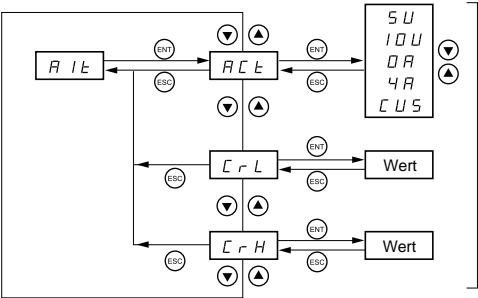 5U
10U
ENT
ENT
0A
AIt
ACt
4A
ESC
ESC
CUS
ENT
CrL
Wert
ESC
ESC
ENT
CrH
Wert
ESC
ESC